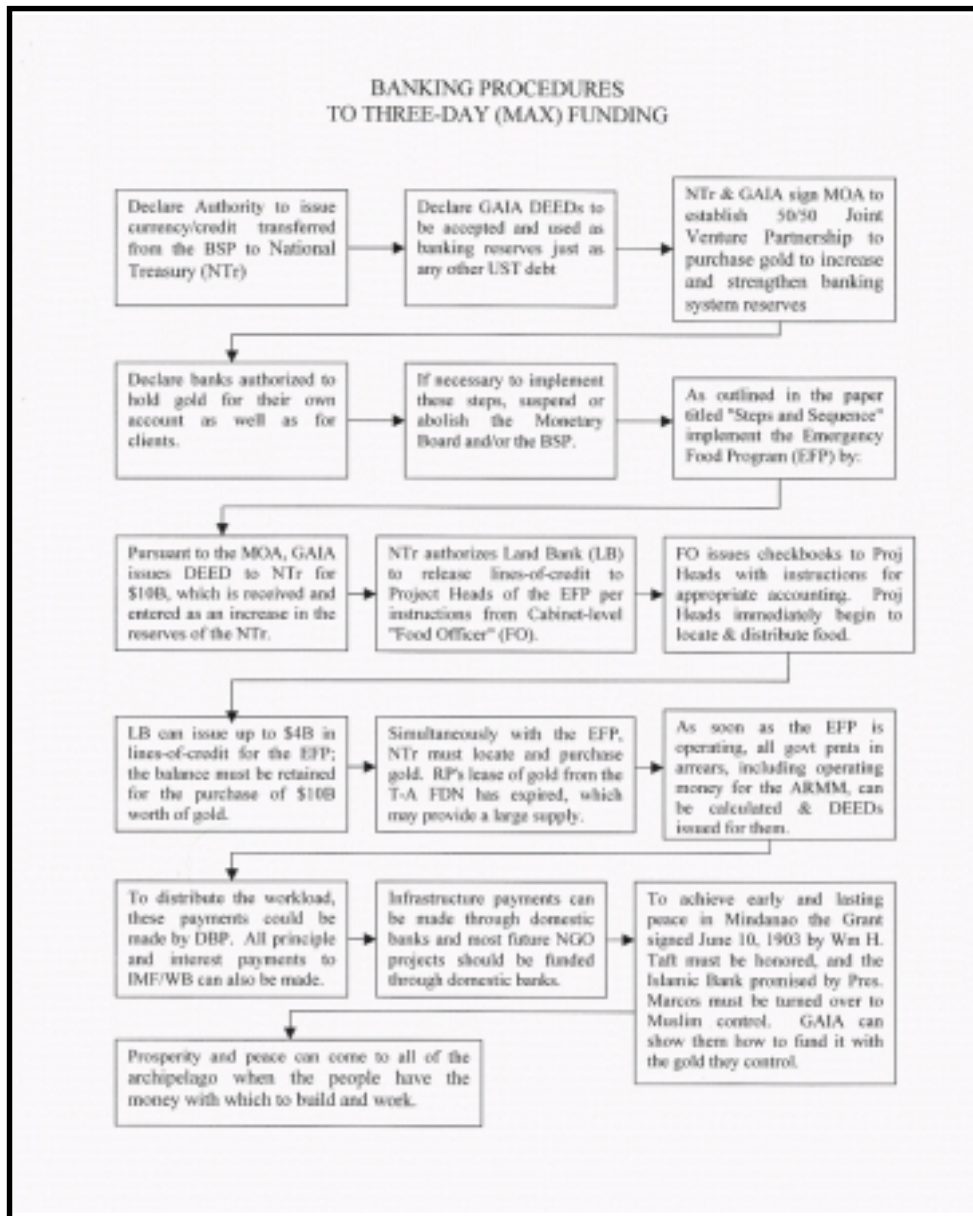 BANKING PROCEDURES
TO THREE-DAY (MAX) FUNDING
Declare Authority to issue
currency/credit transferred
from the BSP to National
Treasury (NTr)
Declare GAIA DEEDs to
be accepted and used as
banking reserves just as
any other UST debt
NTr & GAIA sign MOA to
establish 50/50 Joint
Venture Partnership to
purchase gold to increase
and strengthen banking
system reserves
Declare banks authorized to
hold gold for their own
account as well as for
clients.
If necessary to implement
these steps, suspend or
abolish the Monetary
Board and/or the BSP.
As outlined in the paper
titled "Steps and Sequence"
implement the Emergency
Food Program (EFP) by:
Pursuant to the MOA, GAIA
issues DEED to NTr for
$10B, which is received and
entered as an increase in the
reserves of the NTr.
NTr authorizes Land Bank (LB)
to release lines-of-credit to
Project Heads of the EFP per
instructions from Cabinet-level
"Food Officer" (FO).
FO issues checkbooks to Proj
Heads with instructions for
appropriate accounting. Proj
Heads immediately begin to
locate & distribute food.
LB can issue up to $4B in
lines-of-credit for the EFP;
the balance must be retained
for the purchase of $10B
worth of gold.
Simultaneously with the EFP,
NTr must locate and purchase
gold. RP's lease of gold from the
T-A FDN has expired, which
may provide a large supply.
As soon as the EFP is
operating, all govt pmts in
arrears, including operating
money for the ARMM, can
be calculated & DEEDs
issued for them.
To distribute the workload,
these payments could be
made by DBP. All principle
and interest payments to
IMF/WB can also be made.
Infrastructure payments can
be made through domestic
banks and most future NGO
projects should be funded
through domestic banks.
To achieve early and lasting
peace in Mindanao the Grant
signed June 10, 1903 by Wm H.
Taft must be honored, and the
Islamic Bank promised by Pres.
Marcos must be turned over to
Muslim control. GAIA can
show them how to fund it with
the gold they control.
Prosperity and peace can come to all of the
archipelago when the people have the
money with which to build and work.